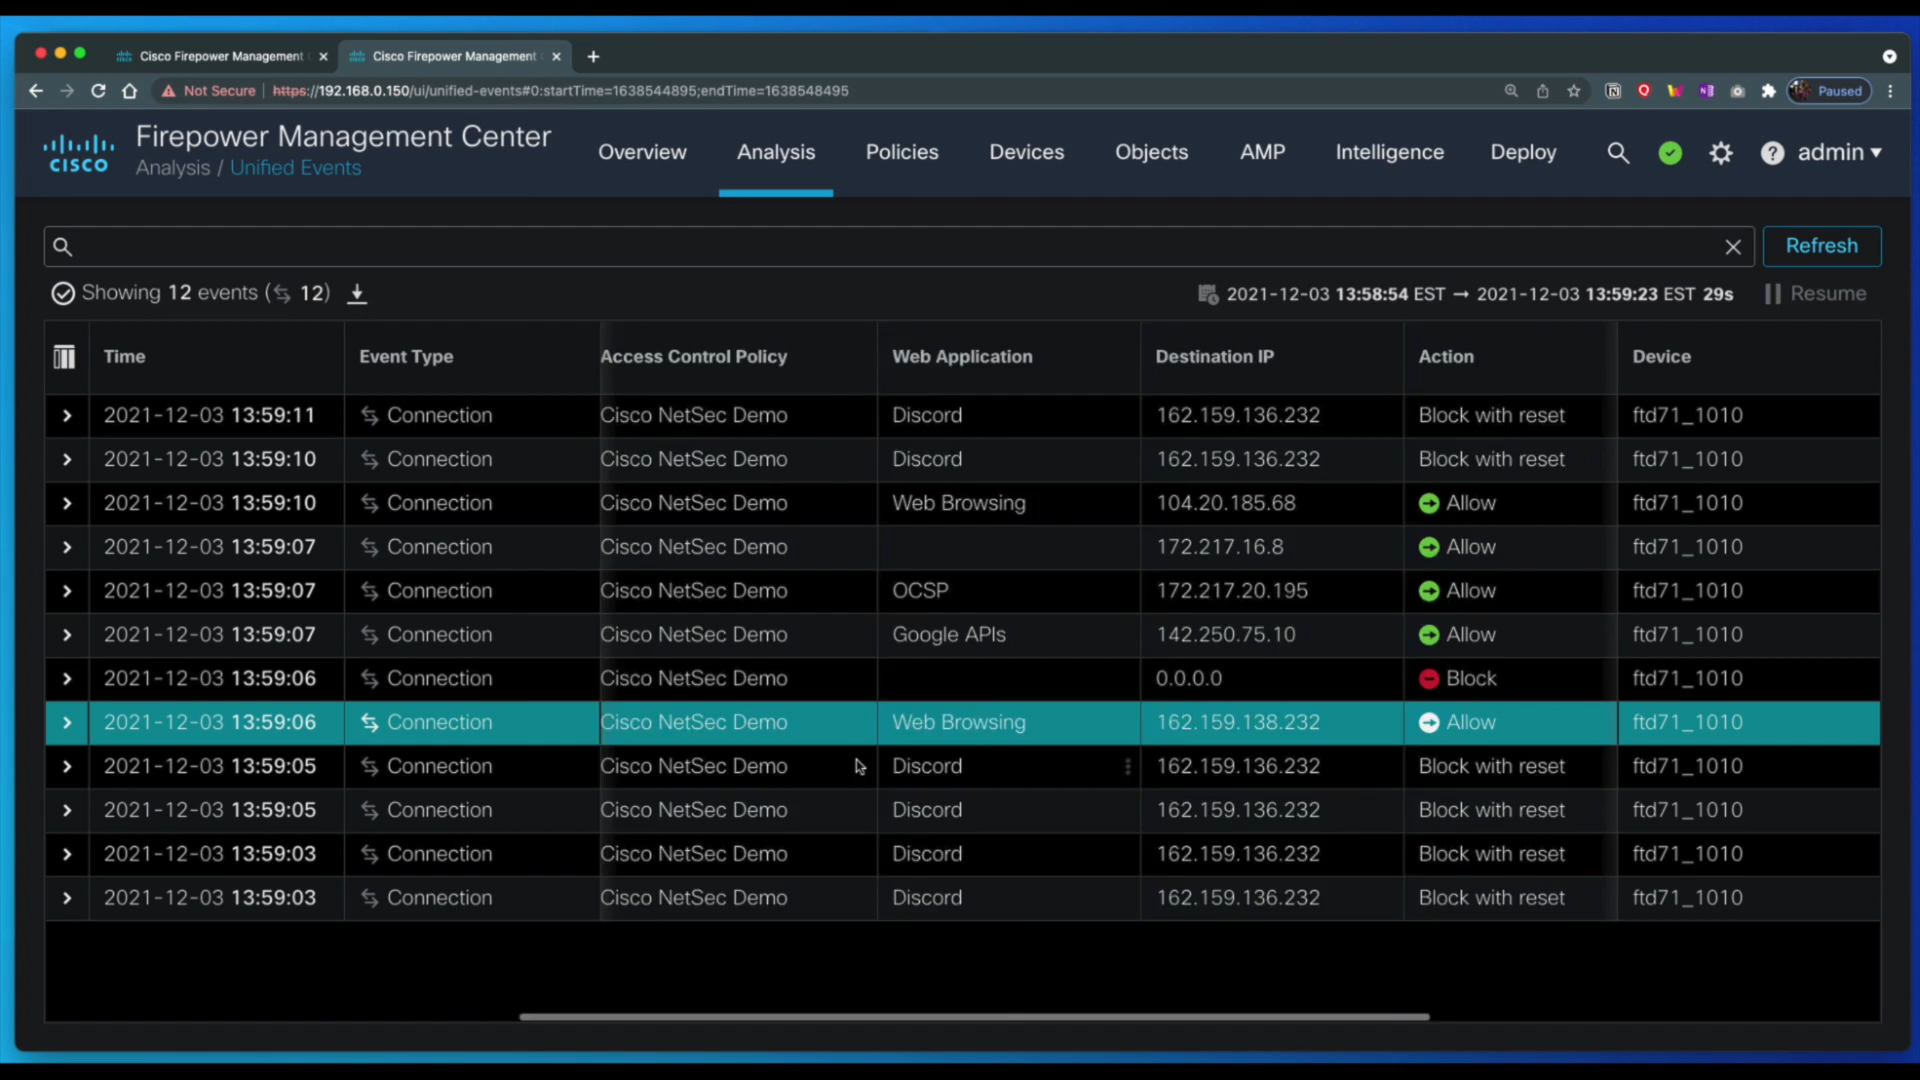 Cisco Firepower Management
Cisco Firepower Management
Not Secure | https://192.168.0.150/ui/unified-events#0:startTime=1638544895;endTime=1638548495
Paused
CISCO
Firepower Management Center
Analysis / Unified Events
Overview Analysis Policies Devices Objects AMP Intelligence Deploy admin
Refresh
Showing 12 events ( 12)
2021-12-03 13:58:54 EST → 2021-12-03 13:59:23 EST 29s
Resume
Time Event Type Access Control Policy Web Application Destination IP Action Device
2021-12-03 13:59:11 Connection Cisco NetSec Demo Discord 162.159.136.232 Block with reset ftd71_1010
2021-12-03 13:59:10 Connection Cisco NetSec Demo Discord 162.159.136.232 Block with reset ftd71_1010
2021-12-03 13:59:10 Connection Cisco NetSec Demo Web Browsing 104.20.185.68 Allow ftd71_1010
2021-12-03 13:59:07 Connection Cisco NetSec Demo 172.217.16.8 Allow ftd71_1010
2021-12-03 13:59:07 Connection Cisco NetSec Demo OCSP 172.217.20.195 Allow ftd71_1010
2021-12-03 13:59:07 Connection Cisco NetSec Demo Google APIs 142.250.75.10 Allow ftd71_1010
2021-12-03 13:59:06 Connection Cisco NetSec Demo 0.0.0.0 Block ftd71_1010
2021-12-03 13:59:06 Connection Cisco NetSec Demo Web Browsing 162.159.138.232 Allow ftd71_1010
2021-12-03 13:59:05 Connection Cisco NetSec Demo Discord 162.159.136.232 Block with reset ftd71_1010
2021-12-03 13:59:05 Connection Cisco NetSec Demo Discord 162.159.136.232 Block with reset ftd71_1010
2021-12-03 13:59:03 Connection Cisco NetSec Demo Discord 162.159.136.232 Block with reset ftd71_1010
2021-12-03 13:59:03 Connection Cisco NetSec Demo Discord 162.159.136.232 Block with reset ftd71_1010